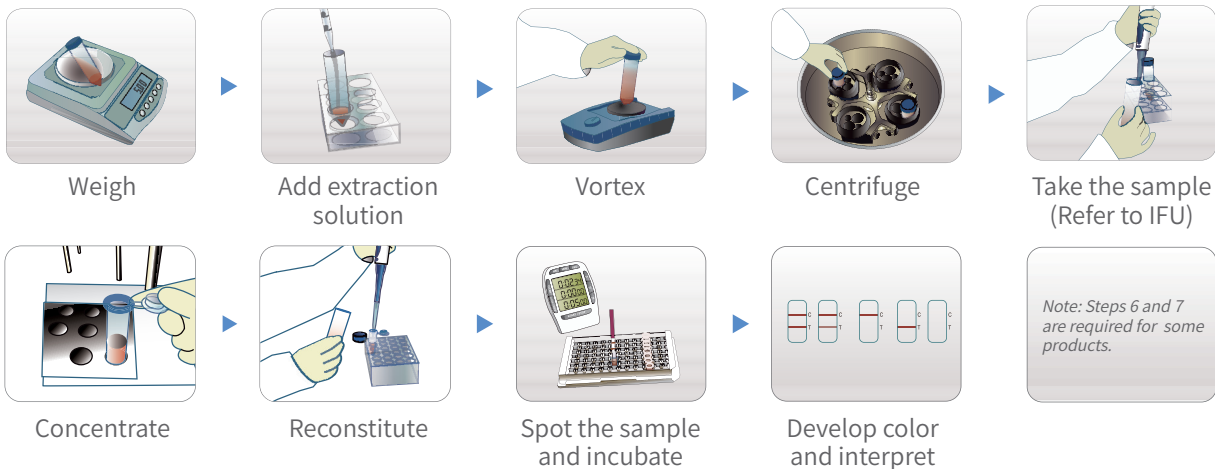 Weigh
Add extraction
solution
Vortex
Centrifuge
Take the sample
(Refer to IFU)
Concentrate
Reconstitute
Spot the sample
and incubate
C
T
C
T
C
T
C
T
Develop color
and interpret
Note: Steps 6 and 7
are required for some
products.